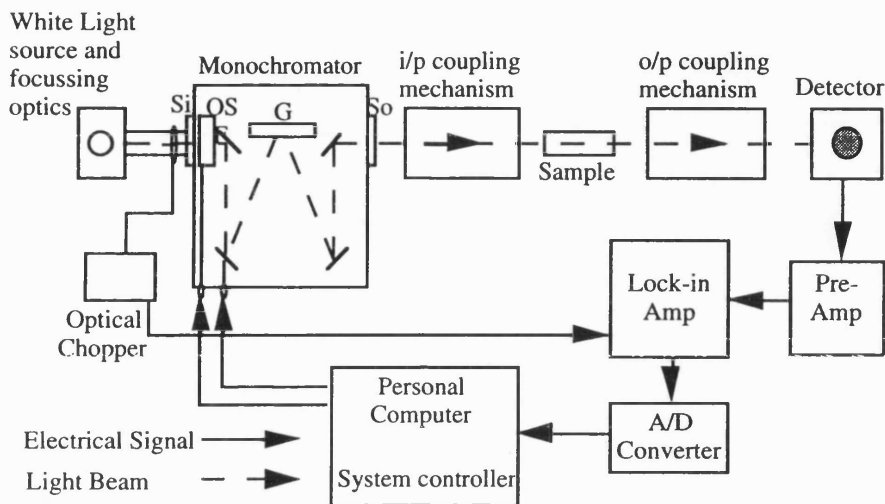 White Light
source and
focussing
optics
Monochromator
i/p coupling
mechanism
o/p coupling
mechanism
Detector
Si
OS
G
So
Sample
Optical
Chopper
Lock-in
Amp
Pre-
Amp
Personal
Computer
System controller
A/D
Converter
Electrical Signal
Light Beam